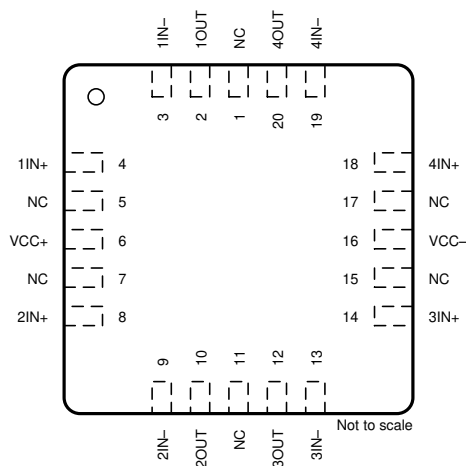 1IN–
1OUT
NC
4OUT
4IN–
3
2
1
20
19
1IN+ 4
NC 5
VCC+ 6
NC 7
2IN+ 8
18 4IN+
17 NC
16 VCC–
15 NC
14 3IN+
9
10
11
12
13
2IN–
2OUT
NC
3OUT
3IN–
Not to scale